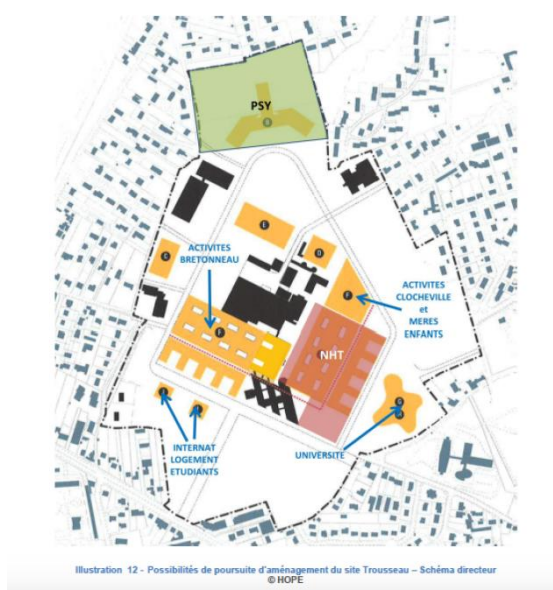 PSY
ACTIVITES
BRETONNEAU
ACTIVITES
CLOCHEVILLE
et
MERES
ENFANTS
NHT
INTERNAT
LOGEMENT
ETUDIANTS
UNIVERSITE
Illustration 12 - Possibilités de poursuite d'aménagement du site Trousseau – Schéma directeur
© HOPE